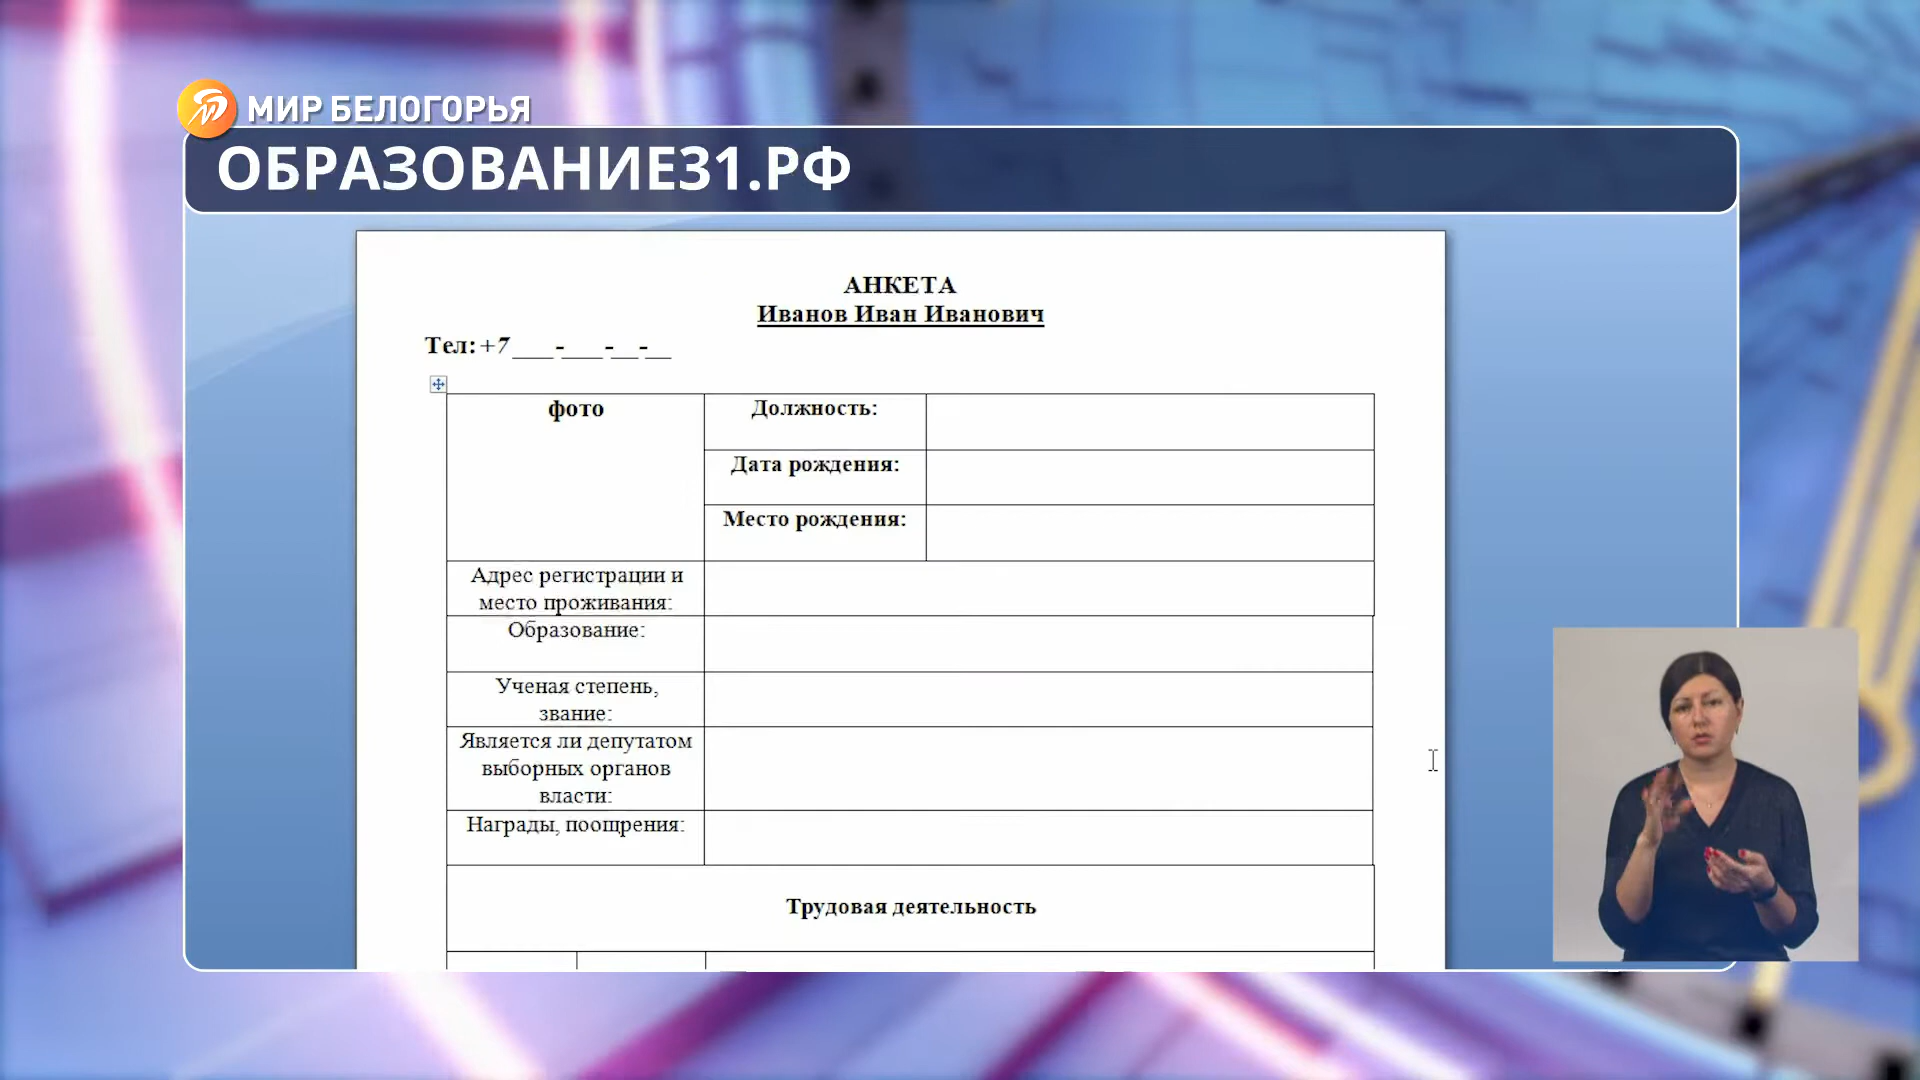 МИР БЕЛОГОРЬЯ
ОБРАЗОВАНИЕ31.РФ
АНКЕТА
Иванов Иван Иванович
Тел: +7 ___-___-__-__
фото
Должность:
Дата рождения:
Место рождения:
Адрес регистрации и
место проживания:
Образование:
Ученая степень,
звание:
Является ли депутатом
выборных органов
власти:
Награды, поощрения:
Трудовая деятельность